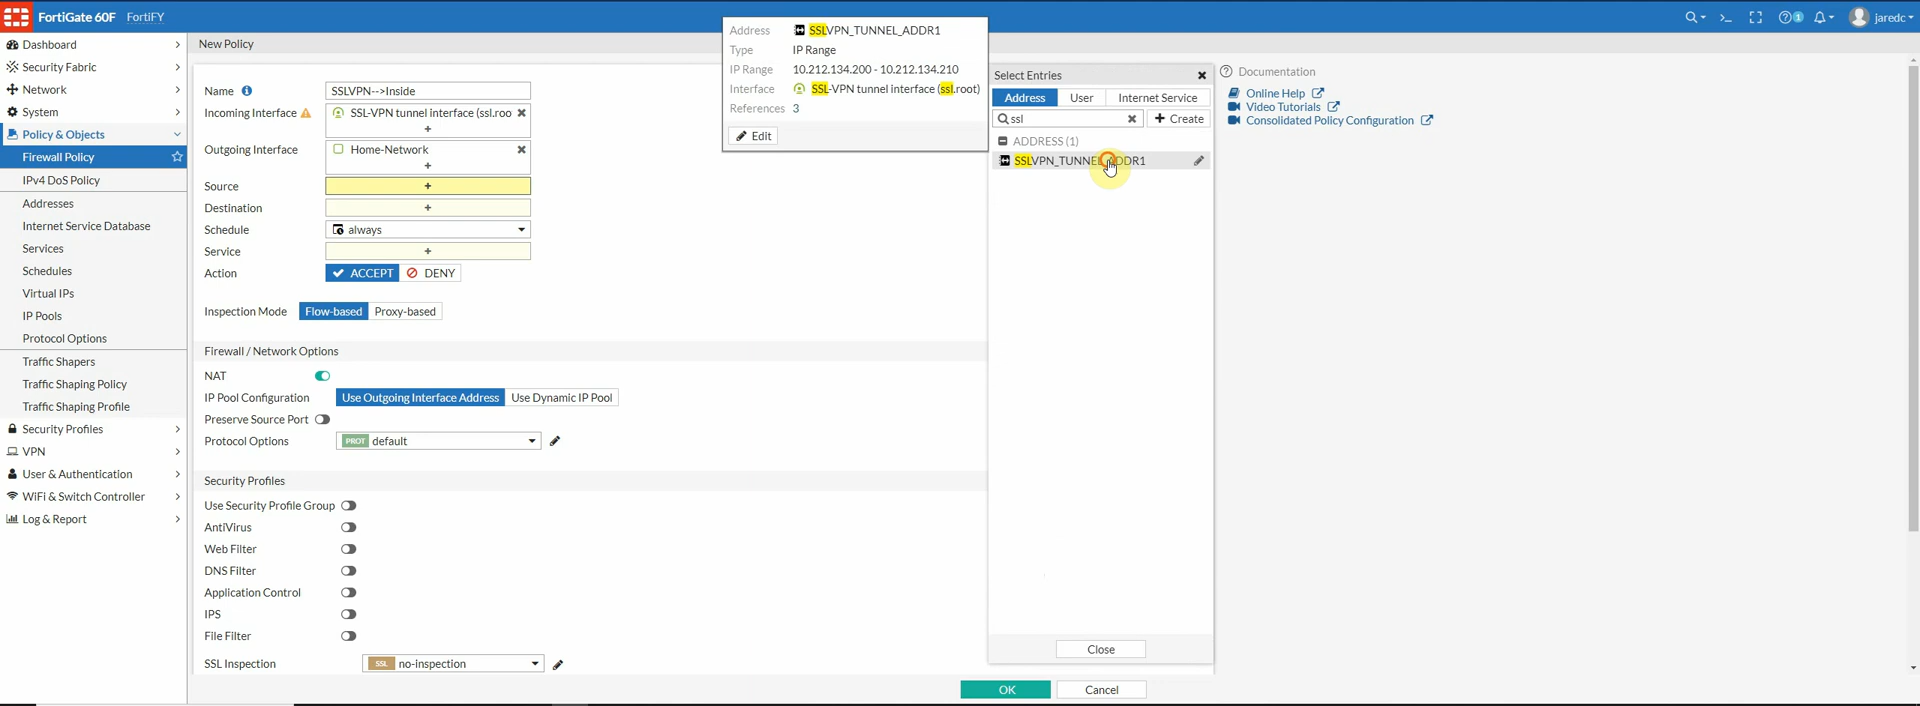 FortiGate 60F FortiFY
jaredc
Dashboard
Security Fabric
Network
System
Policy & Objects
Firewall Policy
IPv4 DoS Policy
Addresses
Internet Service Database
Services
Schedules
Virtual IPs
IP Pools
Protocol Options
Traffic Shapers
Traffic Shaping Policy
Traffic Shaping Profile
Security Profiles
VPN
User & Authentication
WiFi & Switch Controller
Log & Report
New Policy
Name SSLVPN-->Inside
Incoming Interface SSL-VPN tunnel interface (ssl.roo
+
Outgoing Interface Home-Network
+
Source +
Destination +
Schedule always
Service +
Action ACCEPT DENY
Inspection Mode Flow-based Proxy-based
Firewall / Network Options
NAT
IP Pool Configuration Use Outgoing Interface Address Use Dynamic IP Pool
Preserve Source Port
Protocol Options PROT default
Security Profiles
Use Security Profile Group
AntiVirus
Web Filter
DNS Filter
Application Control
IPS
File Filter
SSL Inspection SSL no-inspection
OK Cancel
Address SSLVPN_TUNNEL_ADDR1
Type IP Range
IP Range 10.212.134.200 - 10.212.134.210
Interface SSL-VPN tunnel interface (ssl.root)
References 3
Edit
Select Entries
Address User Internet Service
ssl + Create
ADDRESS (1)
SSLVPN_TUNNEL_ADDR1
Close
Documentation
Online Help
Video Tutorials
Consolidated Policy Configuration